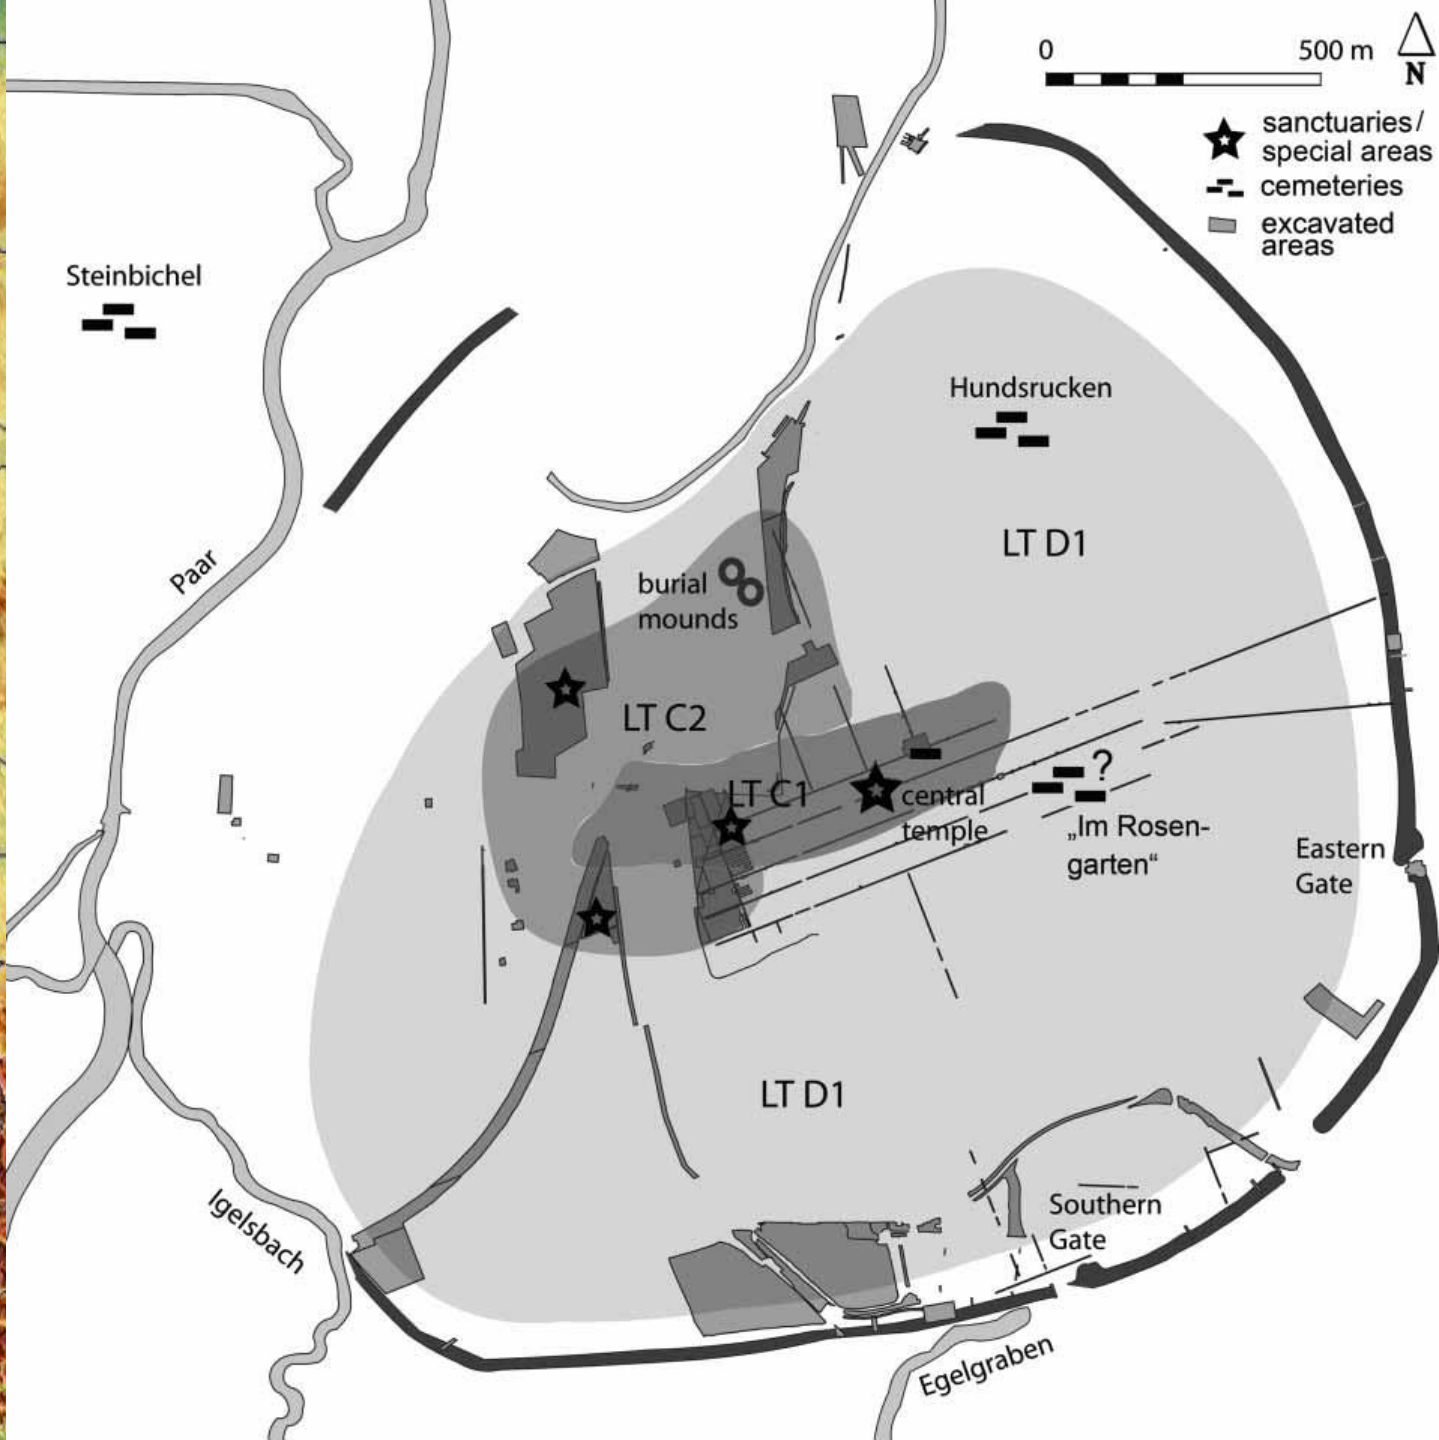 0 500 m
N
sanctuaries/
special areas
cemeteries
excavated
areas
Steinbichel
Hundsrucken
LT D1
Paar
burial
mounds
LT C2
LT C1
central
temple
?
„Im Rosen-
garten“
Eastern
Gate
LT D1
Igelsbach
Southern
Gate
Egelgraben